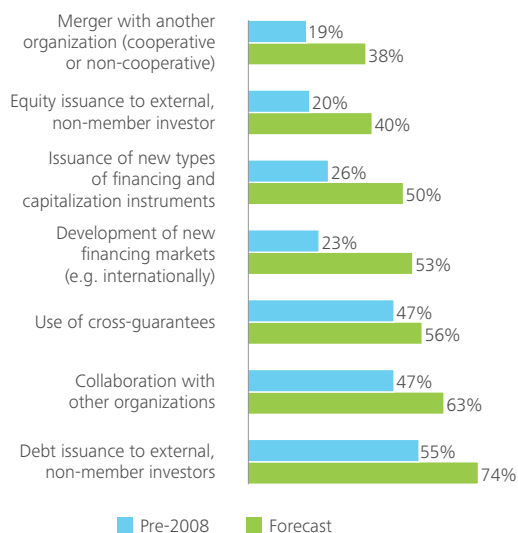 Merger with another
organization (cooperative
or non-cooperative)
19%
38%
Equity issuance to external,
non-member investor
20%
40%
Issuance of new types
of financing and
capitalization instruments
26%
50%
Development of new
financing markets
(e.g. internationally)
23%
53%
Use of cross-guarantees
47%
56%
Collaboration with
other organizations
47%
63%
Debt issuance to external,
non-member investors
55%
74%
Pre-2008
Forecast